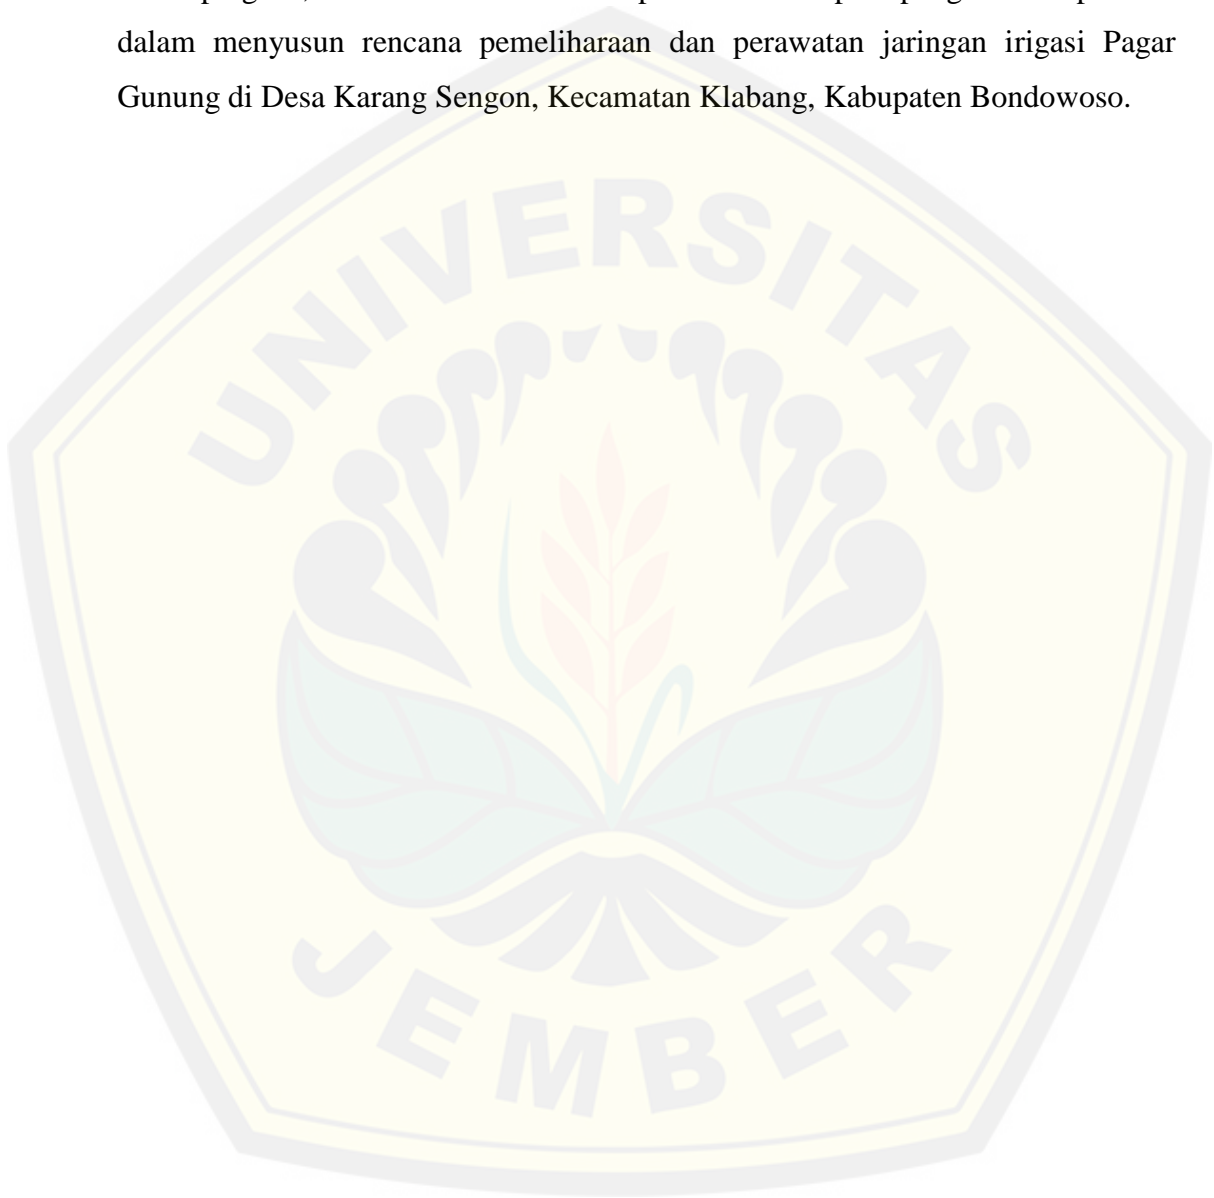 dalam menyusun rencana pemeliharaan dan perawatan jaringan irigasi Pagar
Gunung di Desa Karang Sengon, Kecamatan Klabang, Kabupaten Bondowoso.
UNIVERSITAS
JEMBER